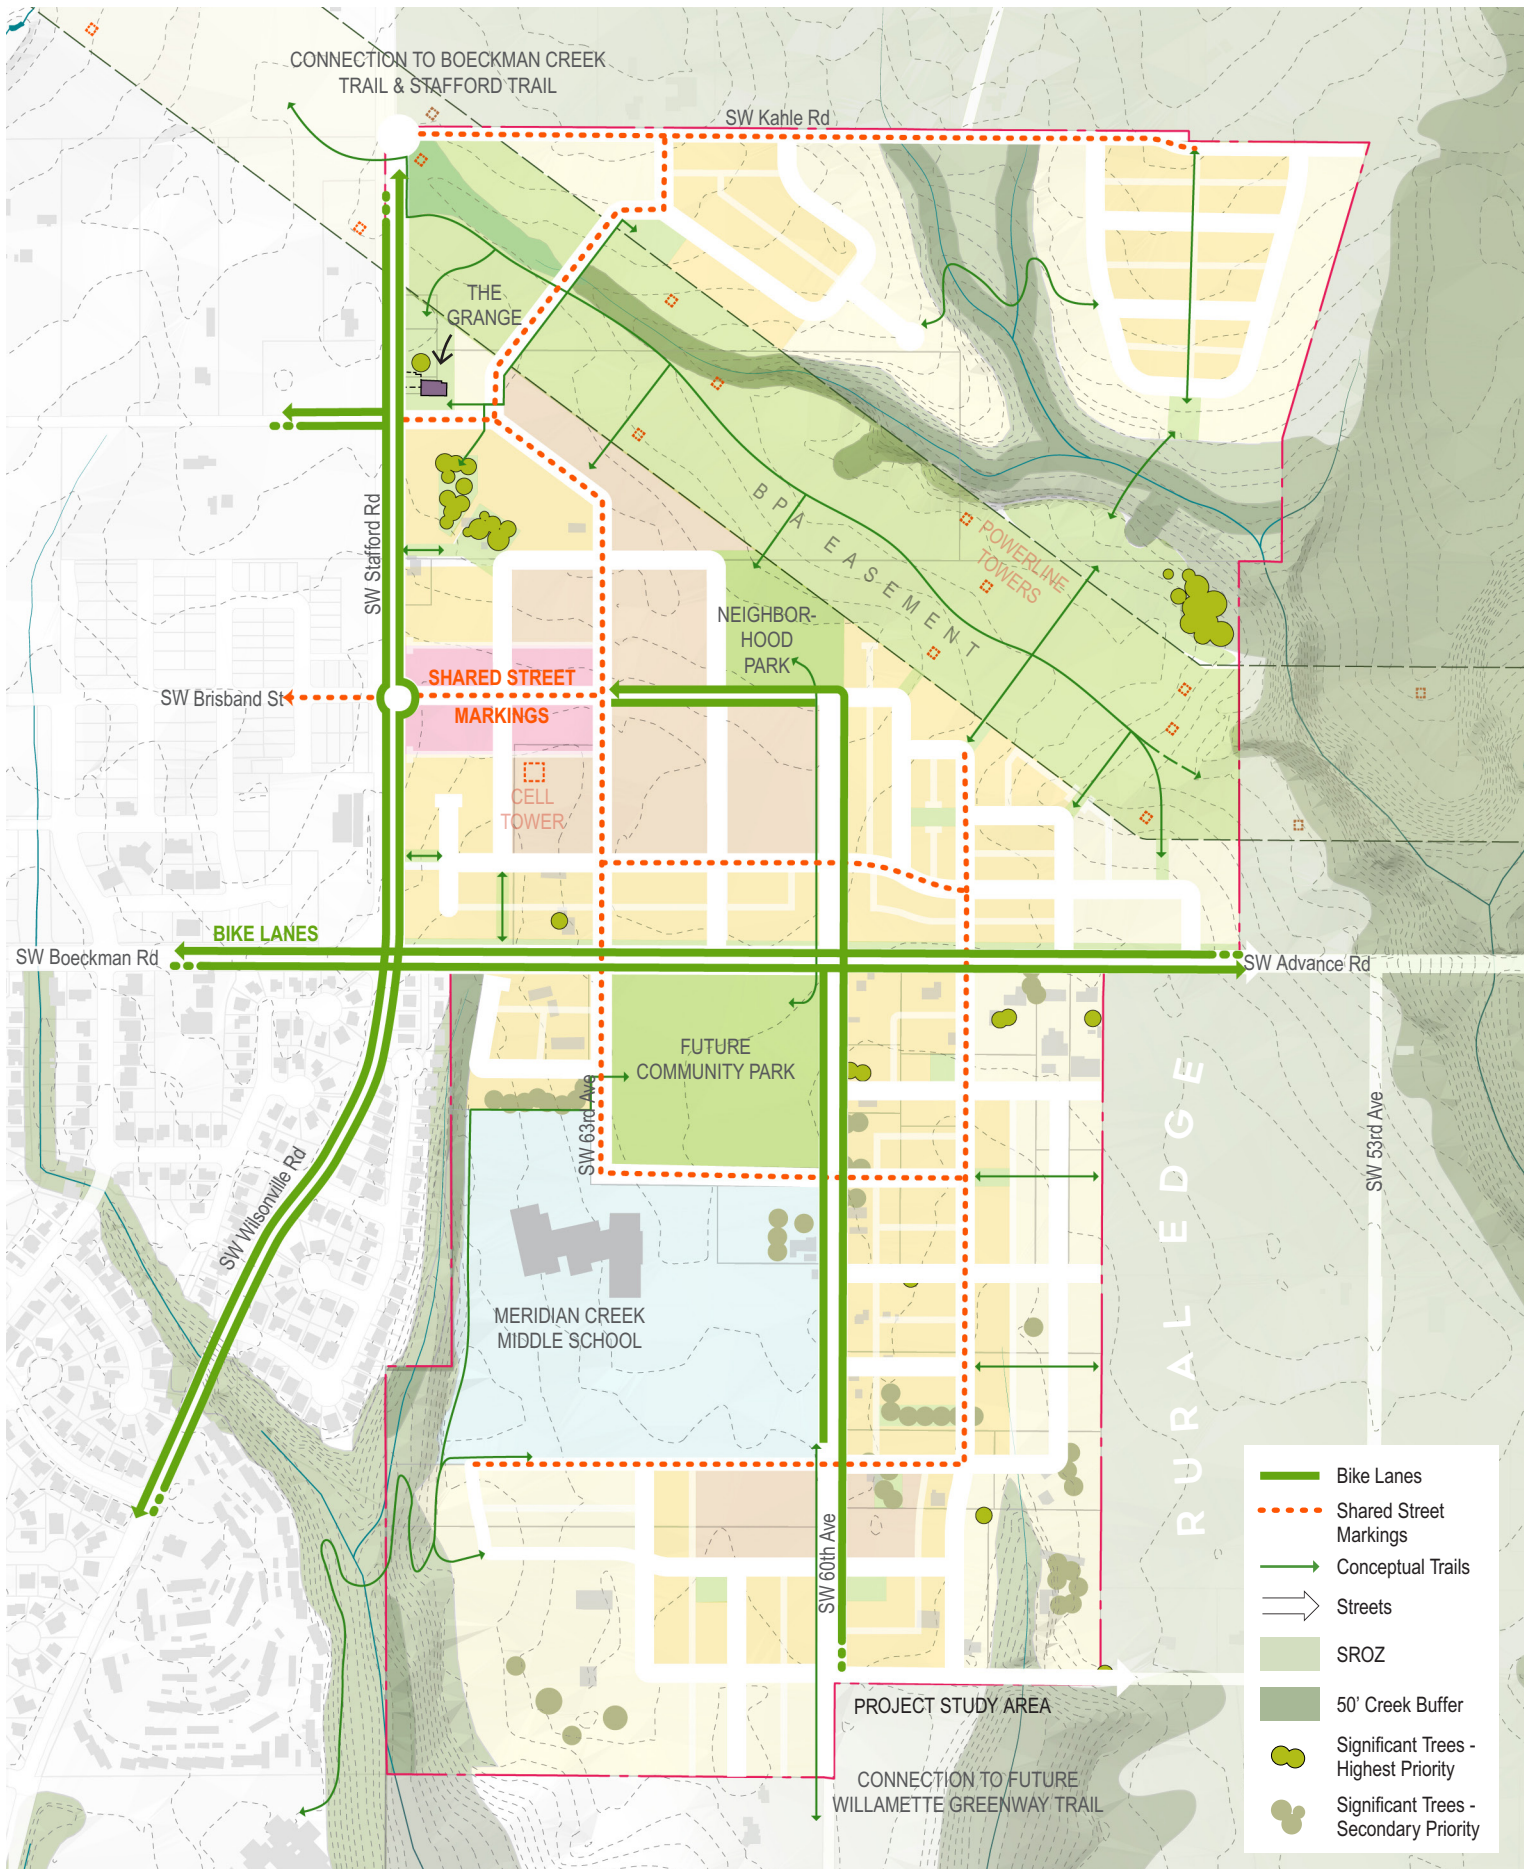 CONNECTION TO BOECKMAN CREEK
TRAIL & STAFFORD TRAIL
SW Kahle Rd
THE
GRANGE
SW Stafford Rd
BPA EASEMENT
POWERLINE
TOWERS
NEIGHBOR-
HOOD
PARK
SW Brisband St
SHARED STREET
MARKINGS
CELL
TOWER
BIKE LANES
SW Boeckman Rd
SW Advance Rd
FUTURE
COMMUNITY PARK
SW 63rd Ave
SW 53rd Ave
RURAL EDGE
SW Wilsonville Rd
MERIDIAN CREEK
MIDDLE SCHOOL
SW 60th Ave
PROJECT STUDY AREA
CONNECTION TO FUTURE
WILLAMETTE GREENWAY TRAIL
Bike Lanes
Shared Street
Markings
Conceptual Trails
Streets
SROZ
50' Creek Buffer
Significant Trees -
Highest Priority
Significant Trees -
Secondary Priority